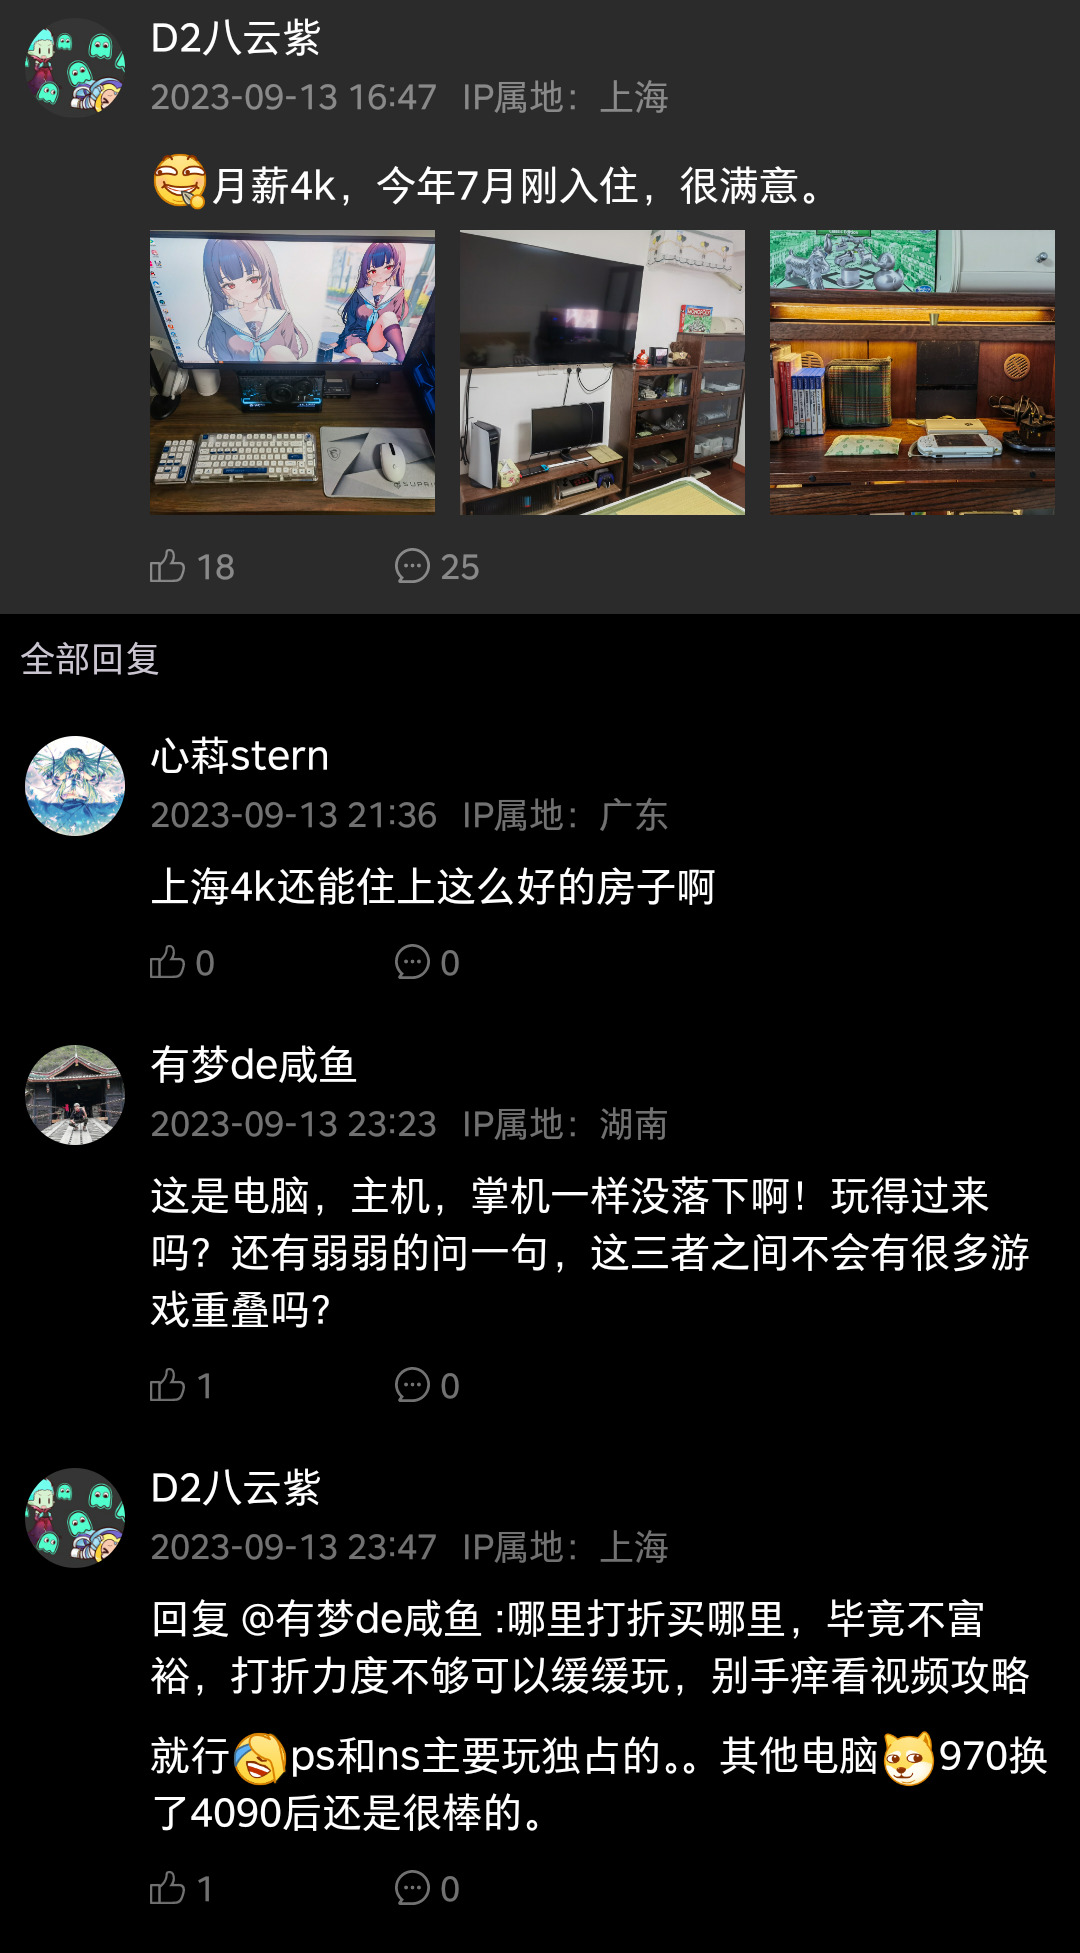 D2八云紫
2023-09-13 16:47 IP属地：上海
月薪4k，今年7月刚入住，很满意。
SUPRI
MONOPOLY
18
25
全部回复
心蒻stern
2023-09-13 21:36 IP属地：广东
上海4k还能住上这么好的房子啊
0
0
有梦de咸鱼
2023-09-13 23:23 IP属地：湖南
这是电脑，主机，掌机一样没落下啊！玩得过来
吗？还有弱弱的问一句，这三者之间不会有很多游
戏重叠吗？
1
0
D2八云紫
2023-09-13 23:47 IP属地：上海
回复 @有梦de咸鱼 :哪里打折买哪里，毕竟不富
裕，打折力度不够可以缓缓玩，别手痒看视频攻略
就行ps和ns主要玩独占的。。其他电脑970换
了4090后还是很棒的。
1
0